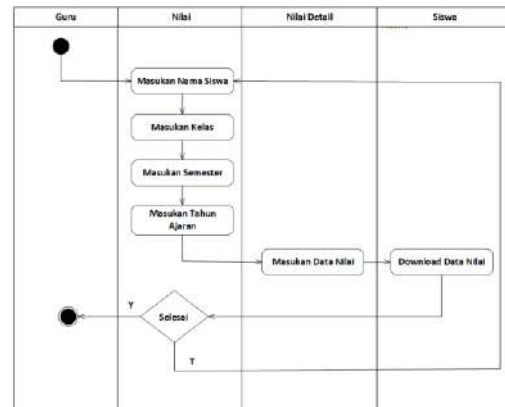 Guru
Nilai
Nilai Detail
Siswa
Masukan Nama Siswa
Masukan Kelas
Masukan Semester
Masukan Tahun
Ajaran
Masukan Data Nilai
Download Data Nilai
Y
Selesai
T